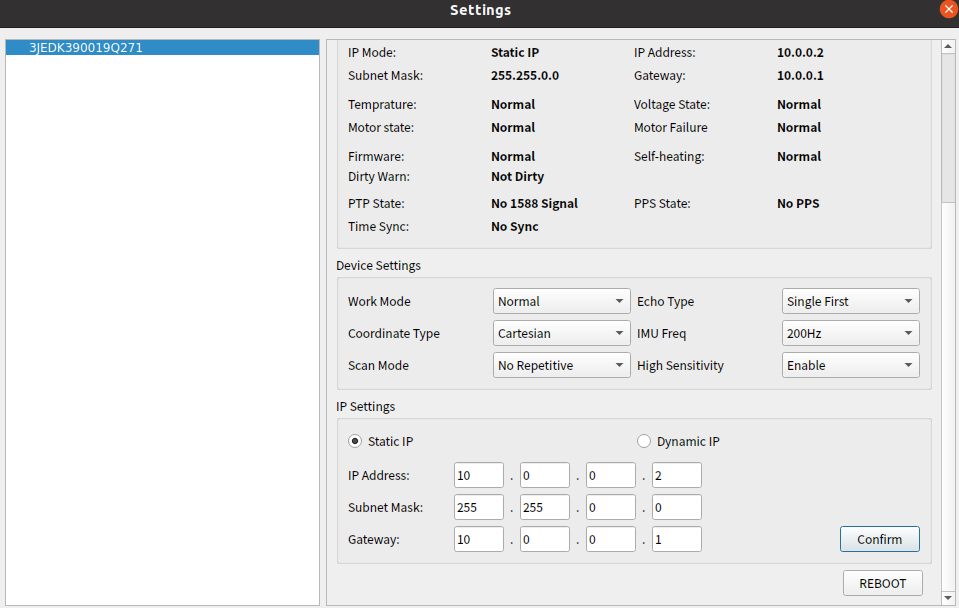 Settings
3JEDK390019Q271
IP Mode: Static IP IP Address: 10.0.0.2
Subnet Mask: 255.255.0.0 Gateway: 10.0.0.1
Temprature: Normal Voltage State: Normal
Motor state: Normal Motor Failure Normal
Firmware: Normal Self-heating: Normal
Dirty Warn: Not Dirty
PTP State: No 1588 Signal PPS State: No PPS
Time Sync: No Sync
Device Settings
Work Mode Normal Echo Type Single First
Coordinate Type Cartesian IMU Freq 200Hz
Scan Mode No Repetitive High Sensitivity Enable
IP Settings
Static IP Dynamic IP
IP Address: 10 . 0 . 0 . 2
Subnet Mask: 255 . 255 . 0 . 0
Gateway: 10 . 0 . 0 . 1 Confirm
REBOOT